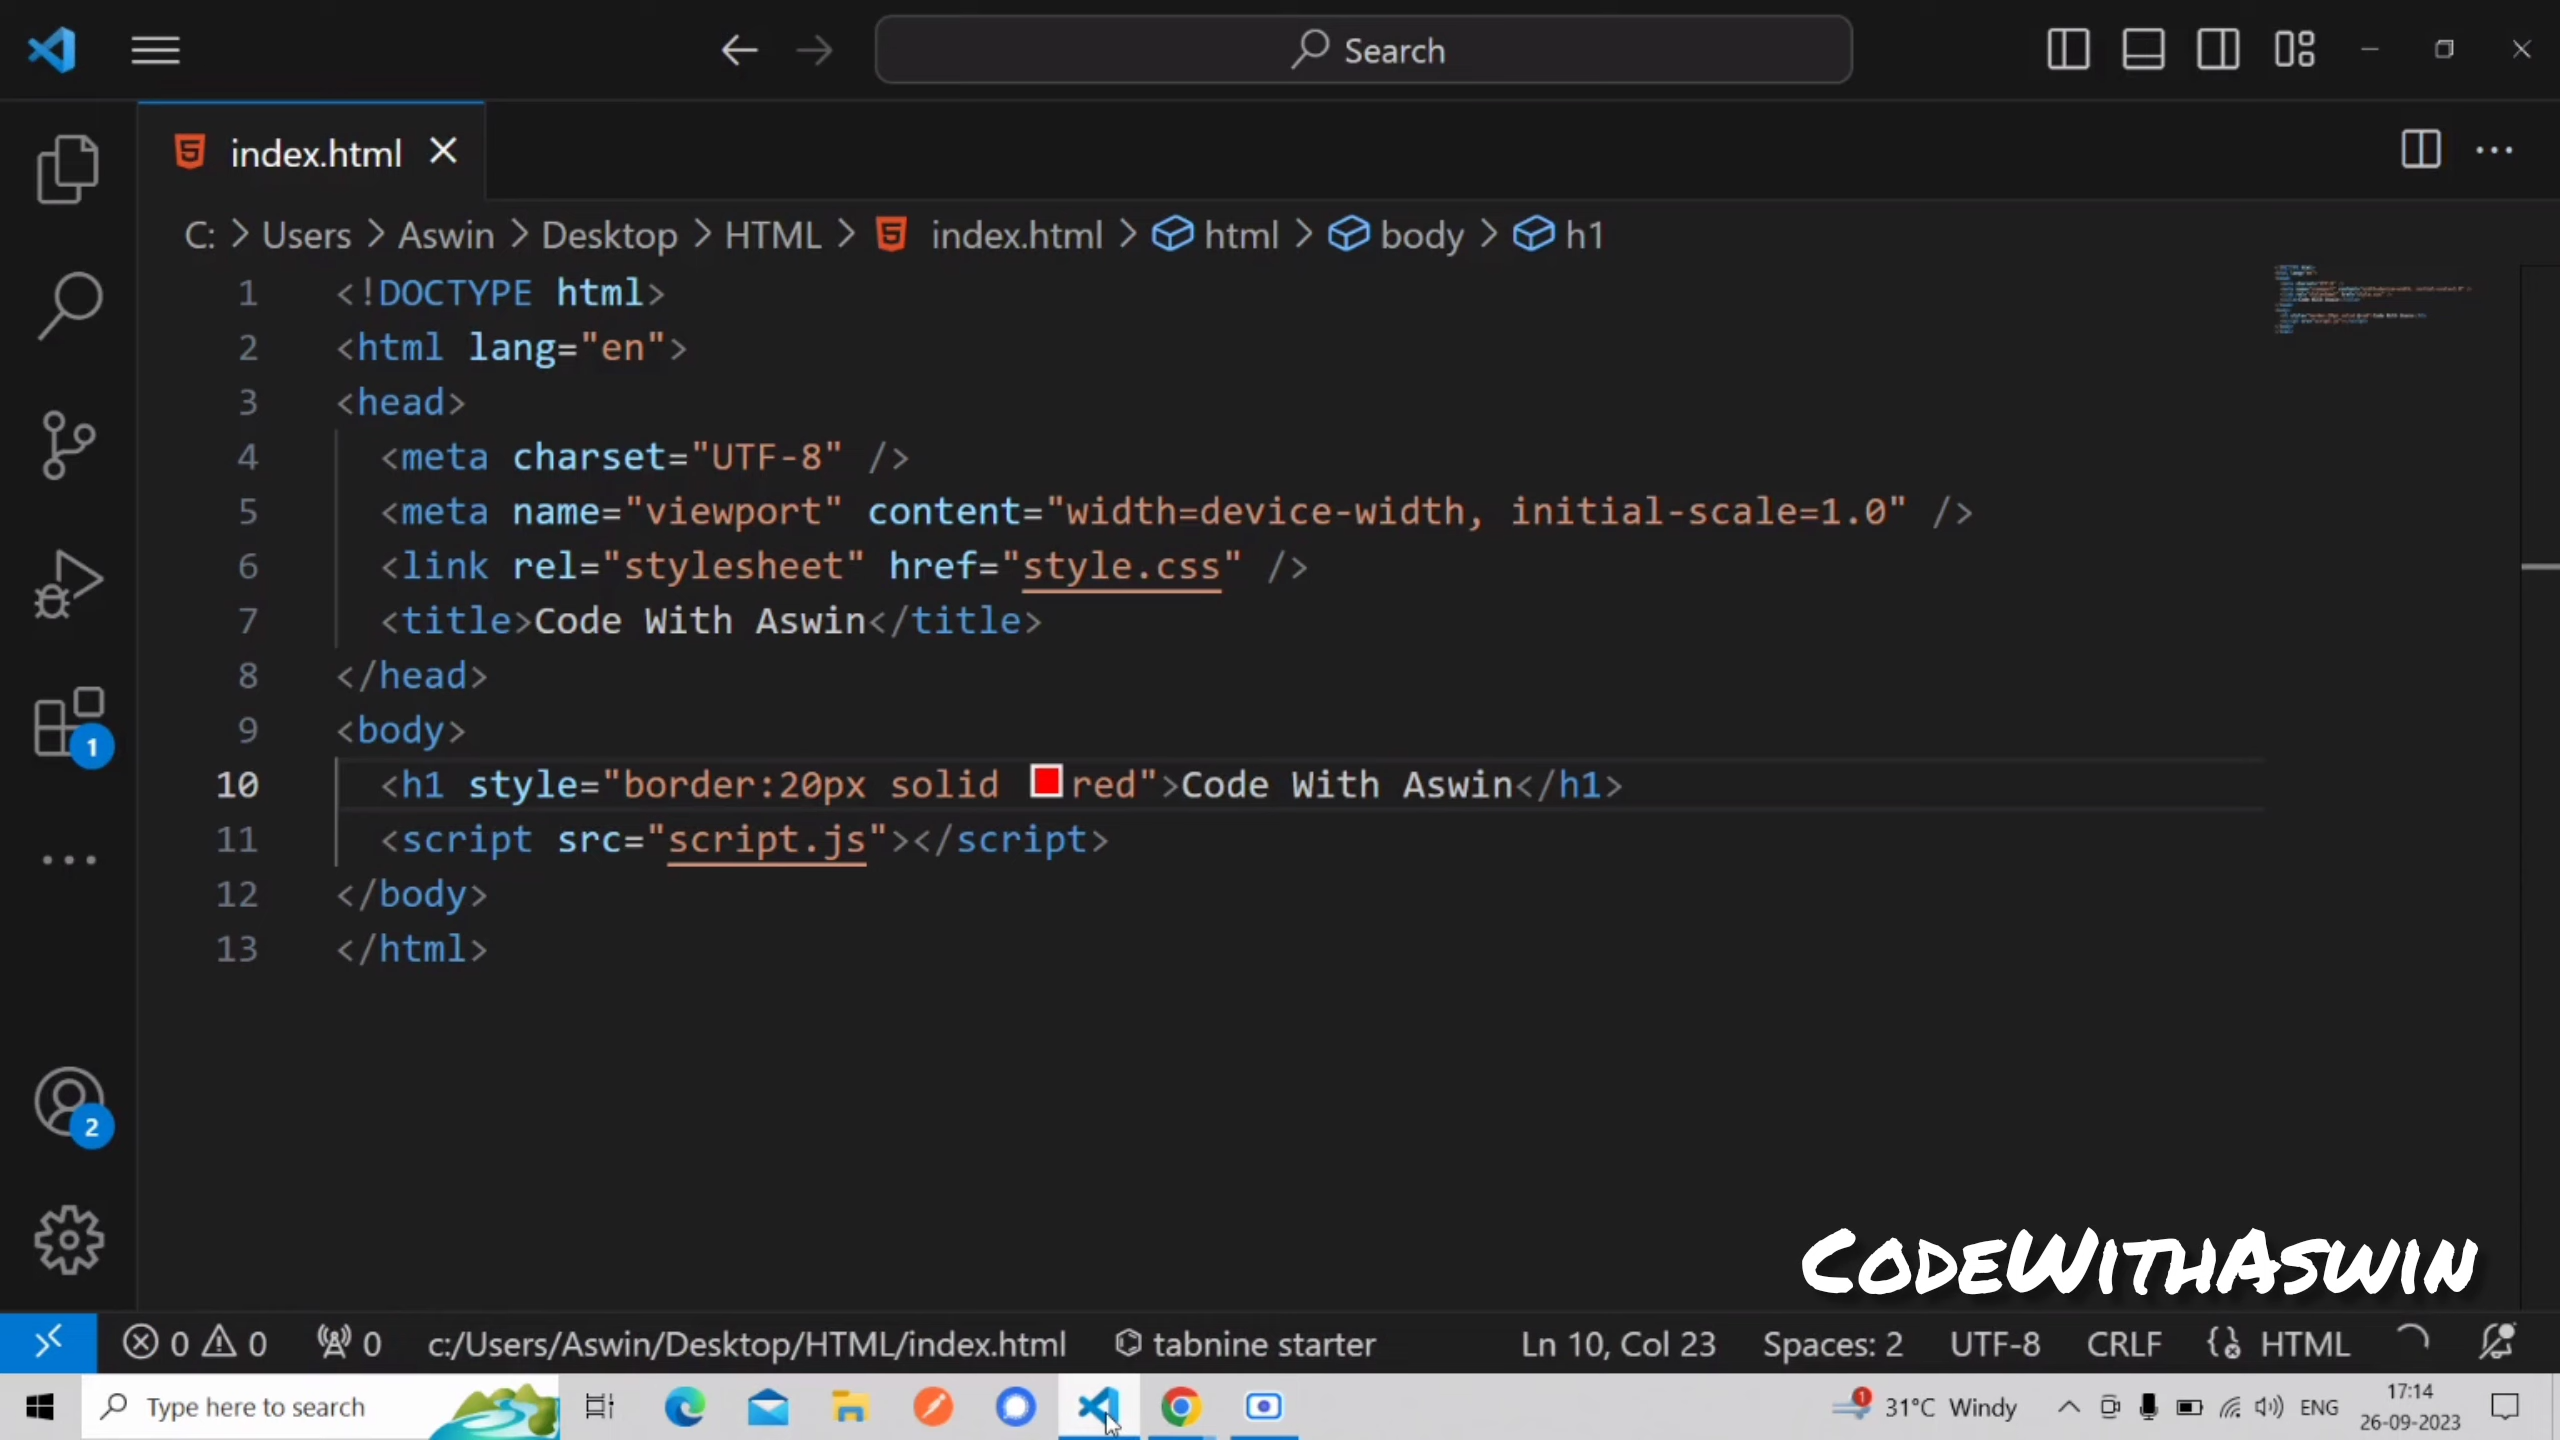 Search
index.html
C: > Users > Aswin > Desktop > HTML > index.html > html > body > h1
1 <!DOCTYPE html>
2 <html lang="en">
3 <head>
4 <meta charset="UTF-8" />
5 <meta name="viewport" content="width=device-width, initial-scale=1.0" />
6 <link rel="stylesheet" href="style.css" />
7 <title>Code With Aswin</title>
8 </head>
9 <body>
10 <h1 style="border:20px solid red">Code With Aswin</h1>
11 <script src="script.js"></script>
12 </body>
13 </html>
1
2
CodeWithAswin
0 0 0 c:/Users/Aswin/Desktop/HTML/index.html tabnine starter Ln 10, Col 23 Spaces: 2 UTF-8 CRLF HTML
Type here to search 1 31°C Windy ENG 17:14
26-09-2023